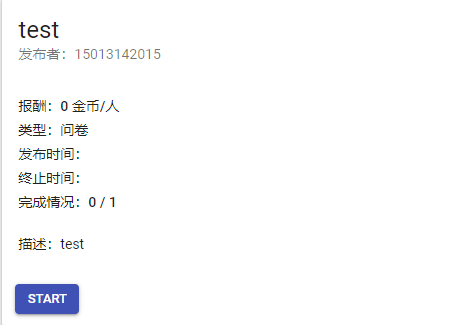 test
发布者：15013142015
报酬：0 金币/人
类型：问卷
发布时间：
终止时间：
完成情况：0 / 1
描述：test
START